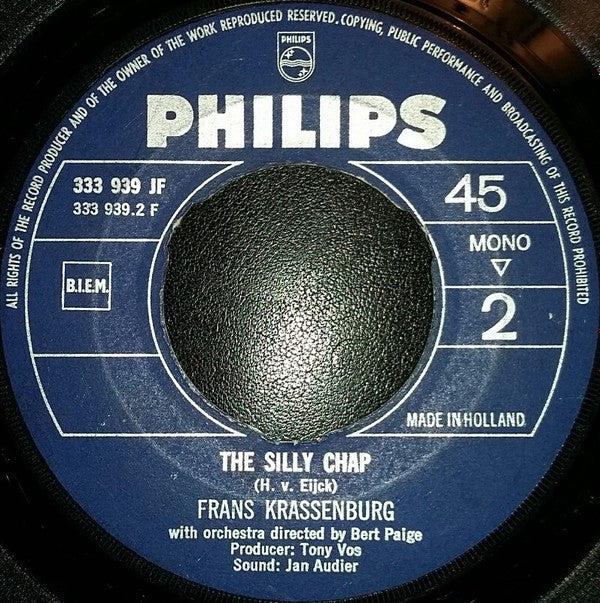 ALL RIGHTS OF THE RECORD PRODUCER AND OF THE OWNER OF THE WORK REPRODUCED RESERVED. COPYING, PUBLIC PERFORMANCE AND BROADCASTING OF THIS RECORD PROHIBITED
PHILIPS
PHILIPS
333 939 JF
333 939.2 F
45
MONO
B.I.E.M.
2
MADE IN HOLLAND
THE SILLY CHAP
(H. v. Eijck)
FRANS KRASSENBURG
with orchestra directed by Bert Paige
Producer: Tony Vos
Sound: Jan Audier